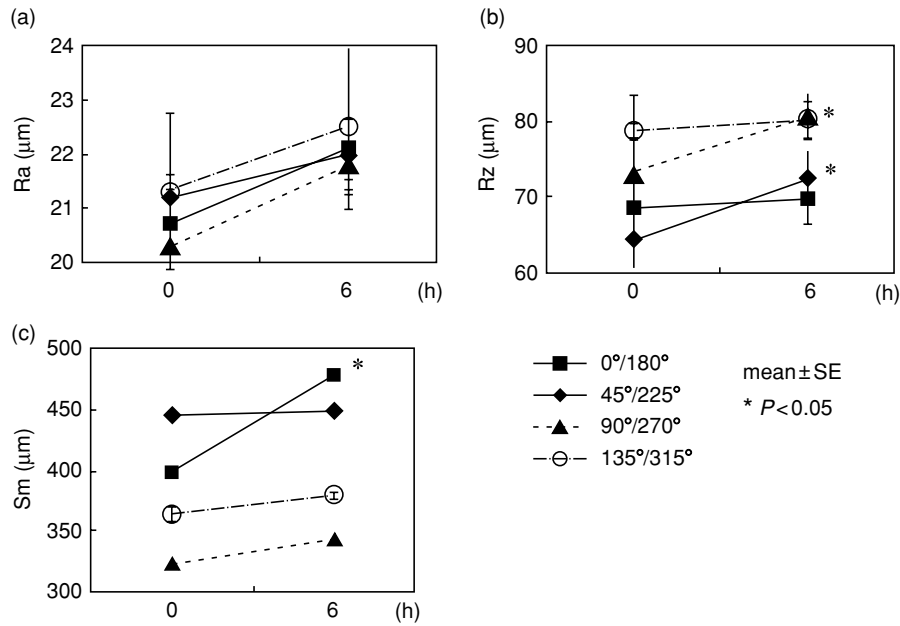 (a)
24
23
22
21
20
Ra (μm)
0 6 (h)
(b)
90
80
70
60
Rz (μm)
*
*
0 6 (h)
(c)
500
450
400
350
300
Sm (μm)
*
0 6 (h)
0°/180°
45°/225°
90°/270°
135°/315°
mean±SE
* P<0.05